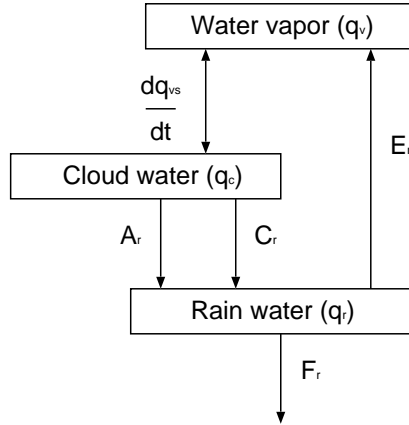 Water vapor (qv)
dqvs
dt
Er
Cloud water (qc)
Ar
Cr
Rain water (qr)
Fr